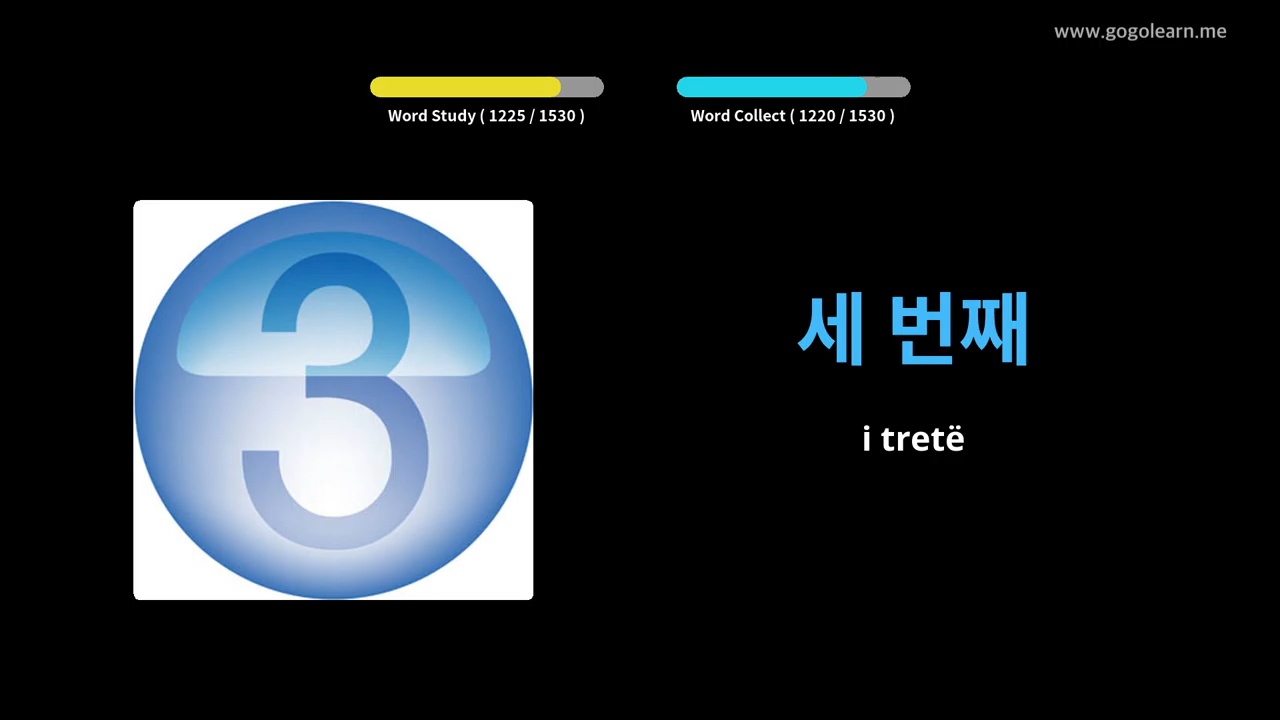 www.gogolearn.me
Word Study ( 1225 / 1530 )
Word Collect ( 1220 / 1530 )
3
세 번째
i tretë